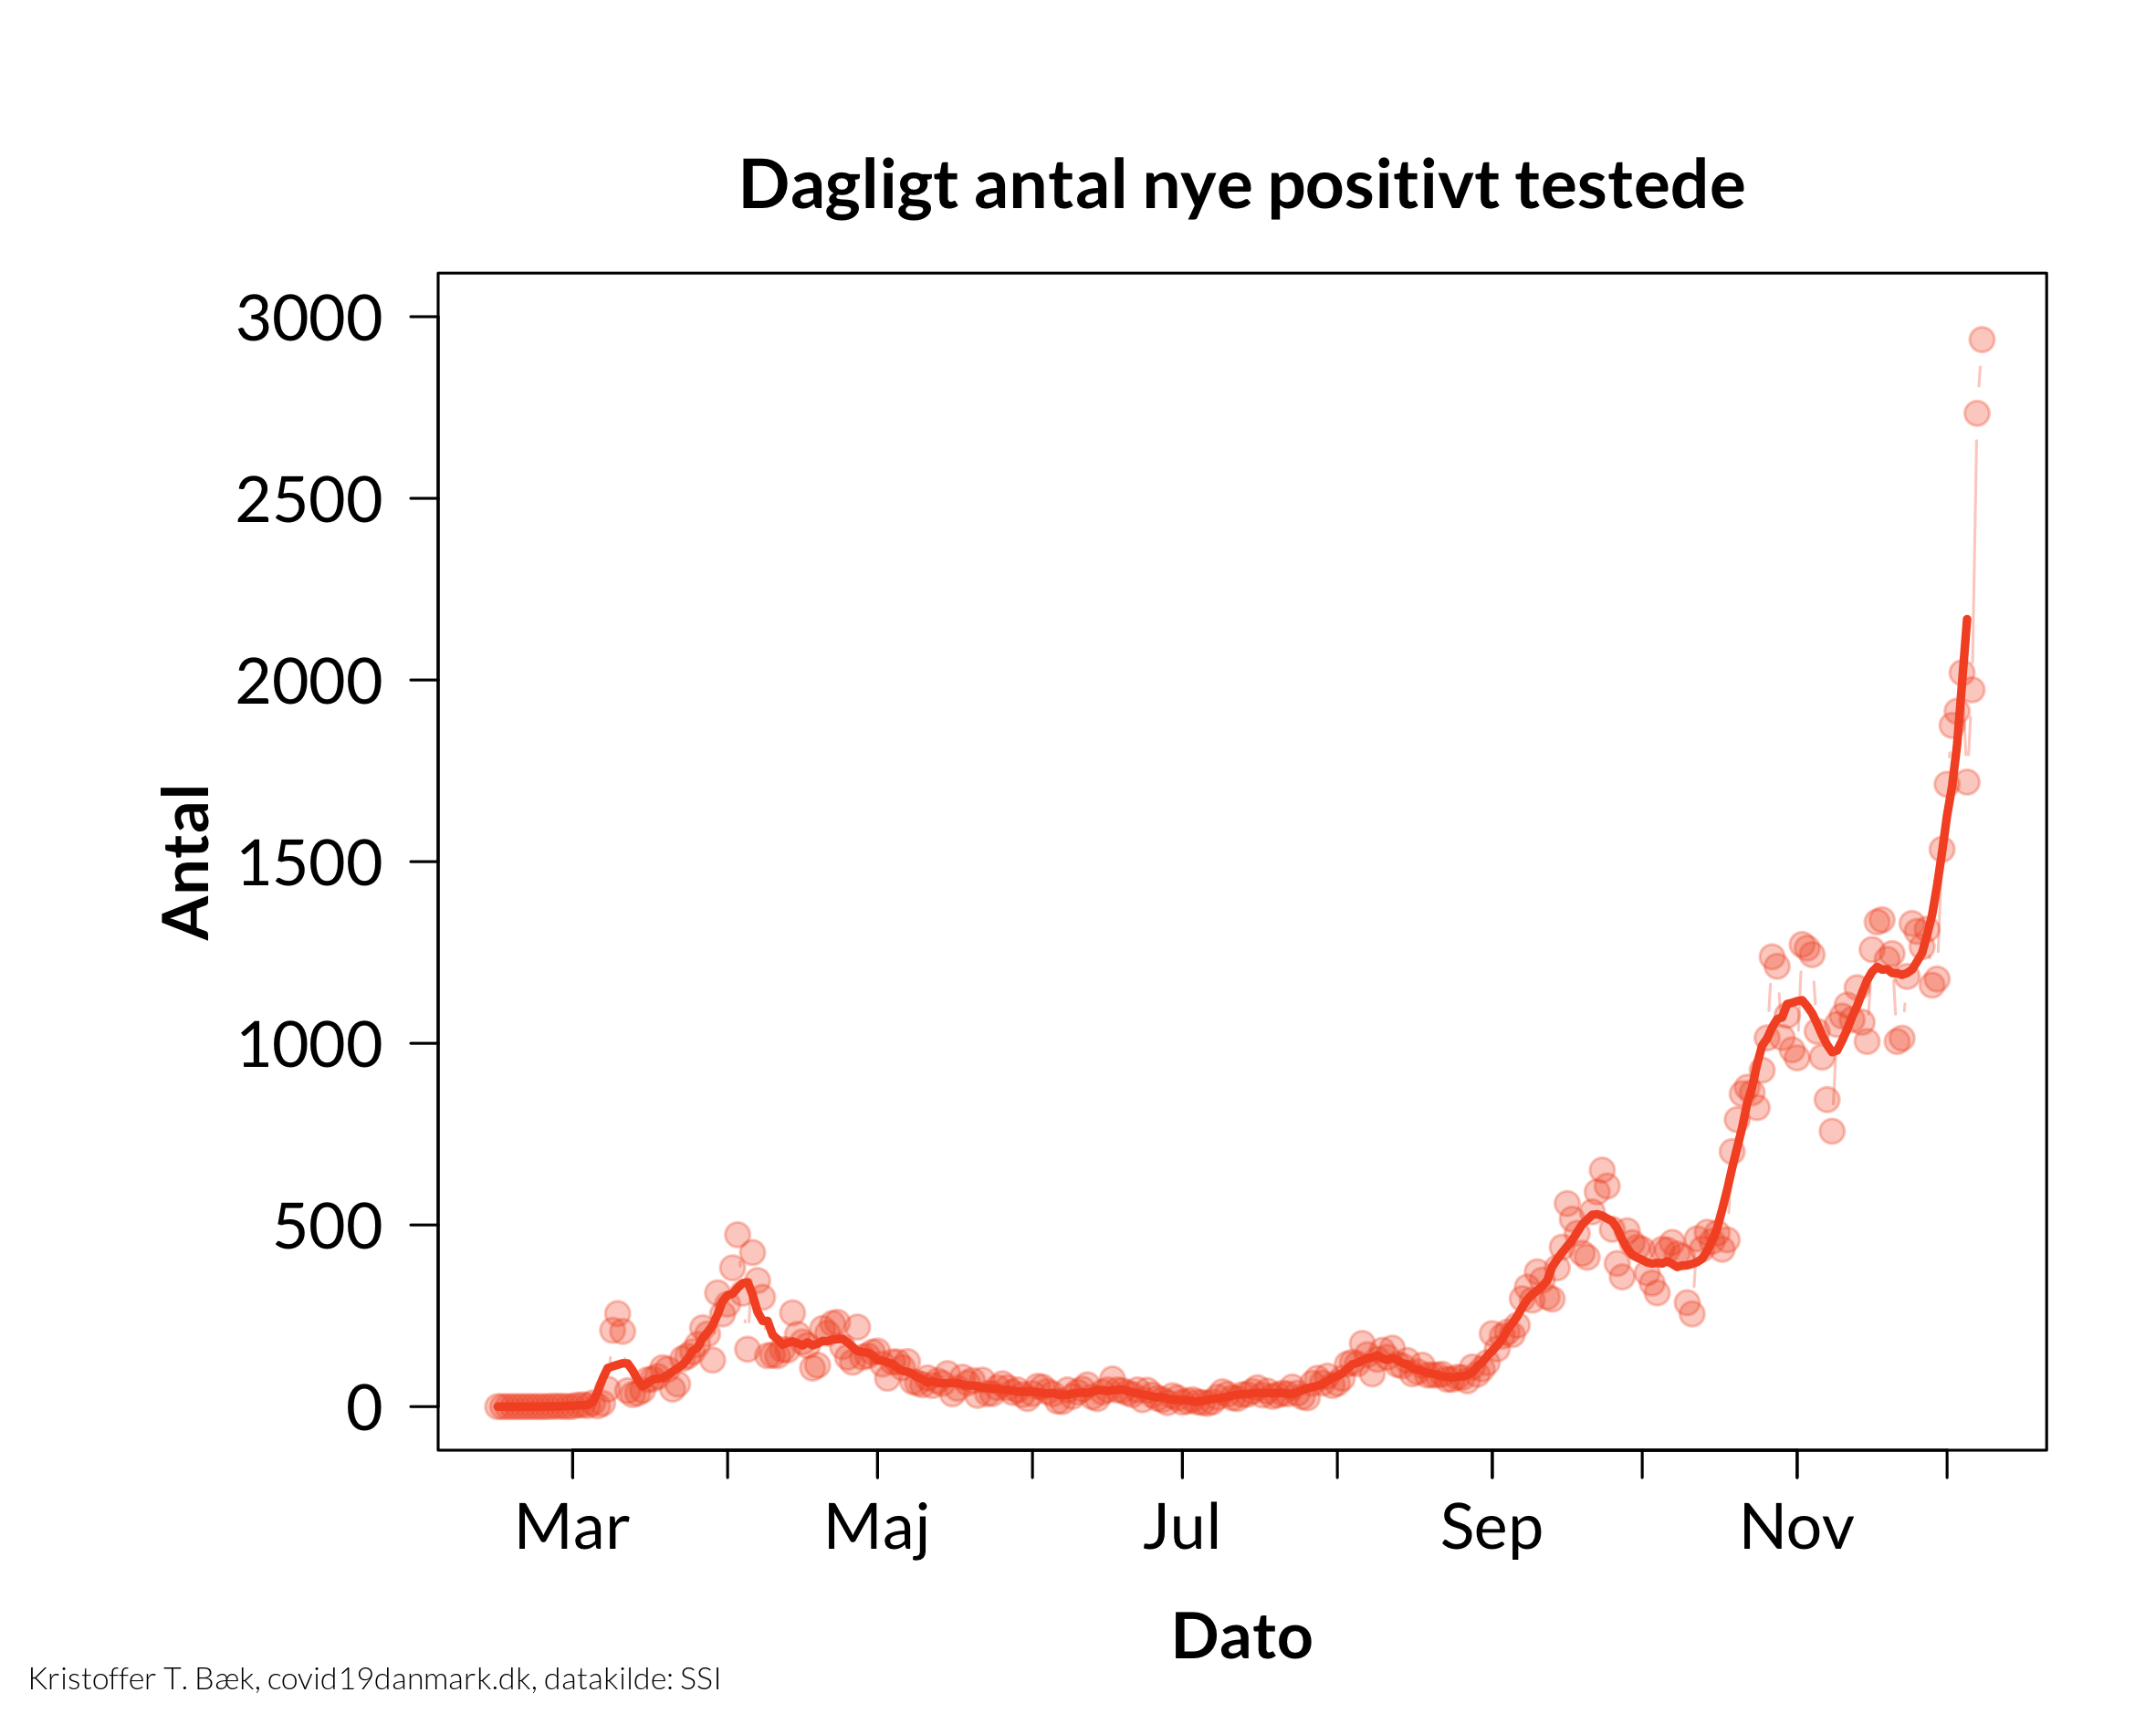 Dagligt antal nye positivt testede
Antal
3000
2500
2000
1500
1000
500
0
Mar Maj Jul Sep Nov
Dato
Kristoffer T. Bæk, covid19danmark.dk, datakilde: SSI